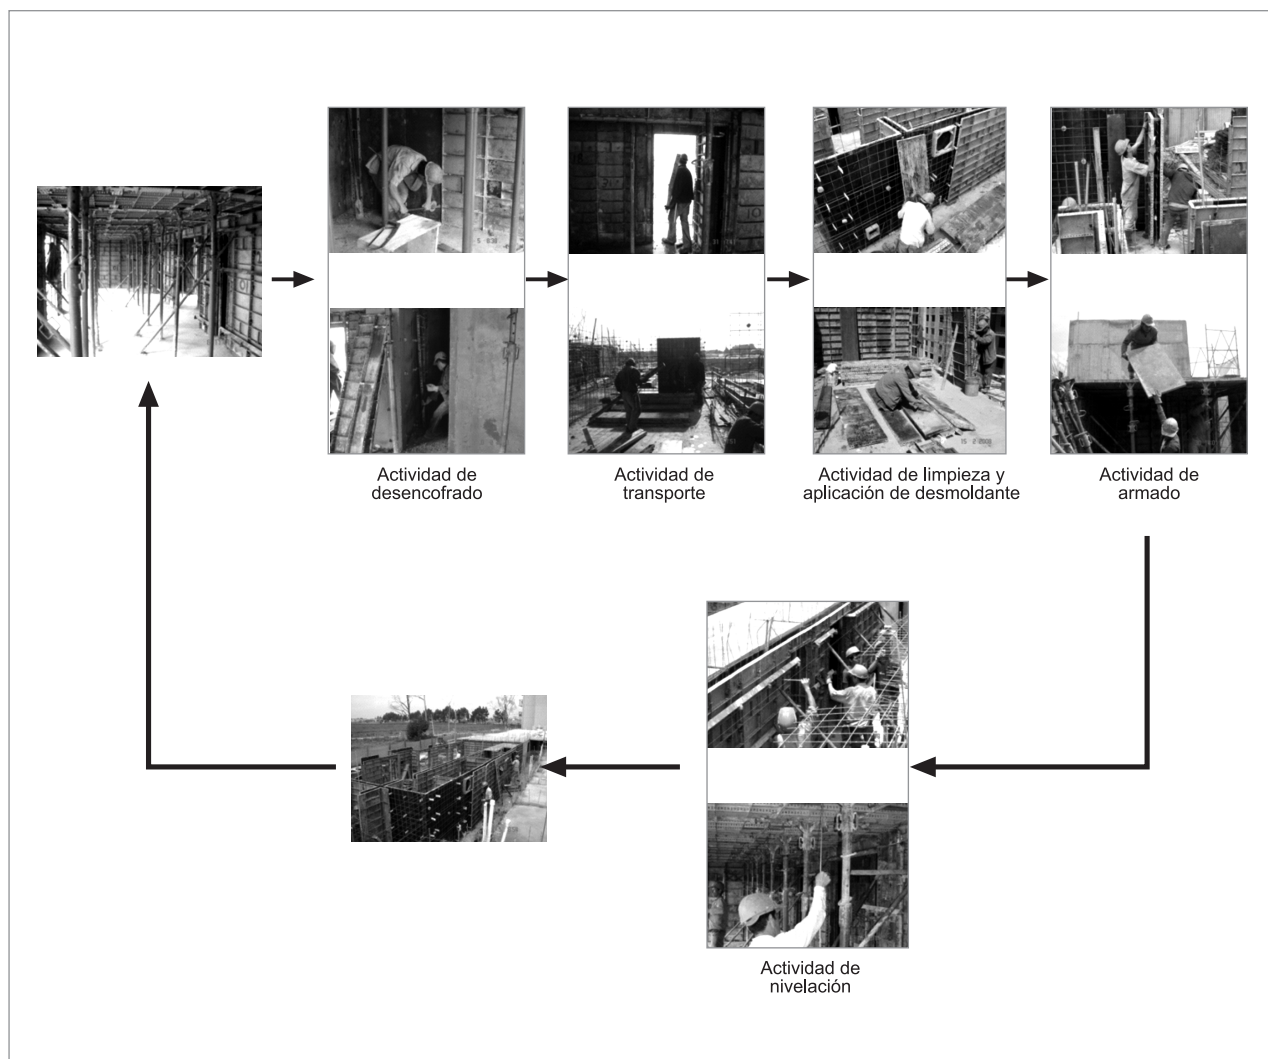 Actividad de
desencofrado
Actividad de
transporte
Actividad de limpieza y
aplicación de desmoldante
Actividad de
armado
Actividad de
nivelación